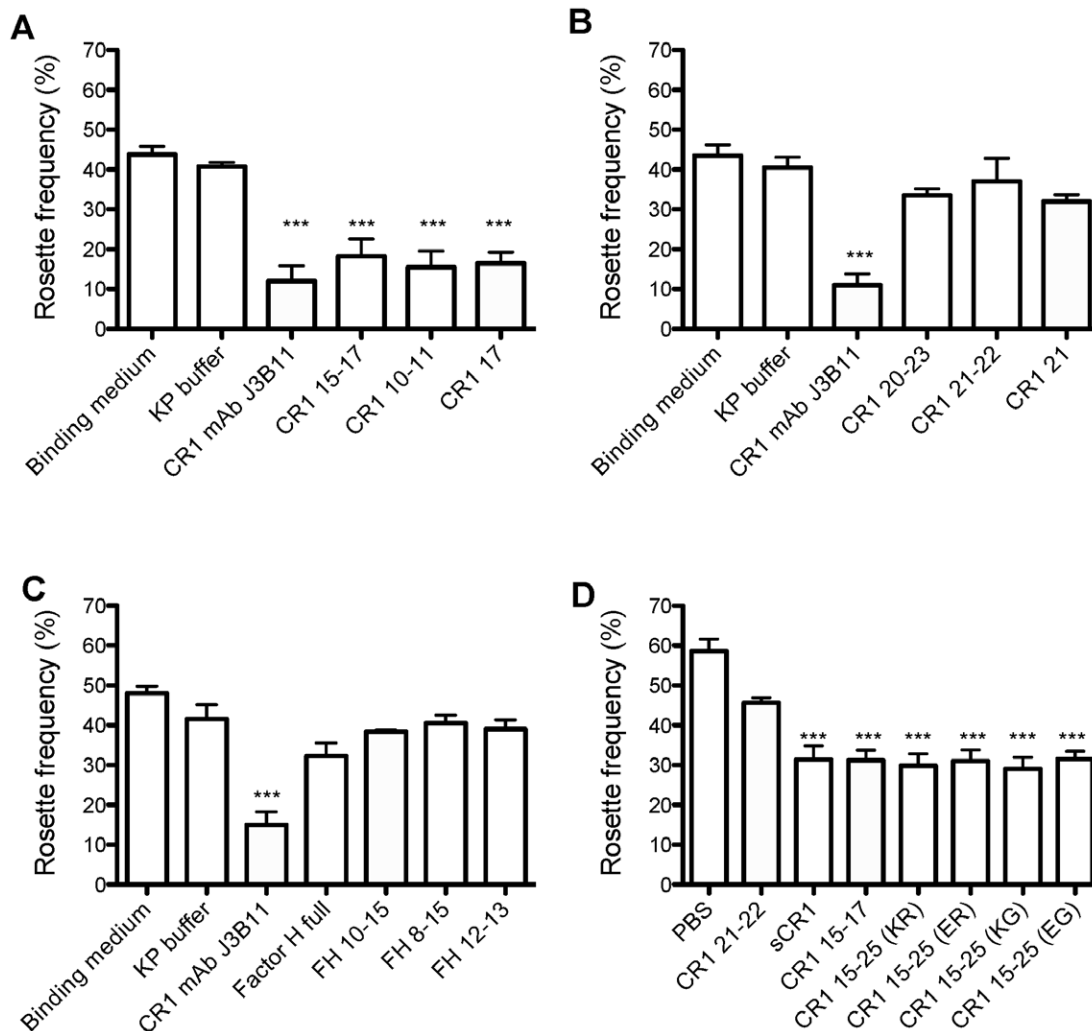 A
Rosette frequency (%)
70
60
50
40
30
20
10
0
*** *** *** ***
Binding medium
KP buffer
CR1 mAb J3B11
CR1 15-17
CR1 10-11
CR1 17
B
Rosette frequency (%)
70
60
50
40
30
20
10
0
***
Binding medium
KP buffer
CR1 mAb J3B11
CR1 20-23
CR1 21-22
CR1 21
C
Rosette frequency (%)
70
60
50
40
30
20
10
0
***
Binding medium
KP buffer
CR1 mAb J3B11
Factor H full
FH 10-15
FH 8-15
FH 12-13
D
Rosette frequency (%)
70
60
50
40
30
20
10
0
*** *** *** *** *** ***
PBS
CR1 21-22
sCR1
CR1 15-17
CR1 15-25 (KR)
CR1 15-25 (ER)
CR1 15-25 (KG)
CR1 15-25 (EG)